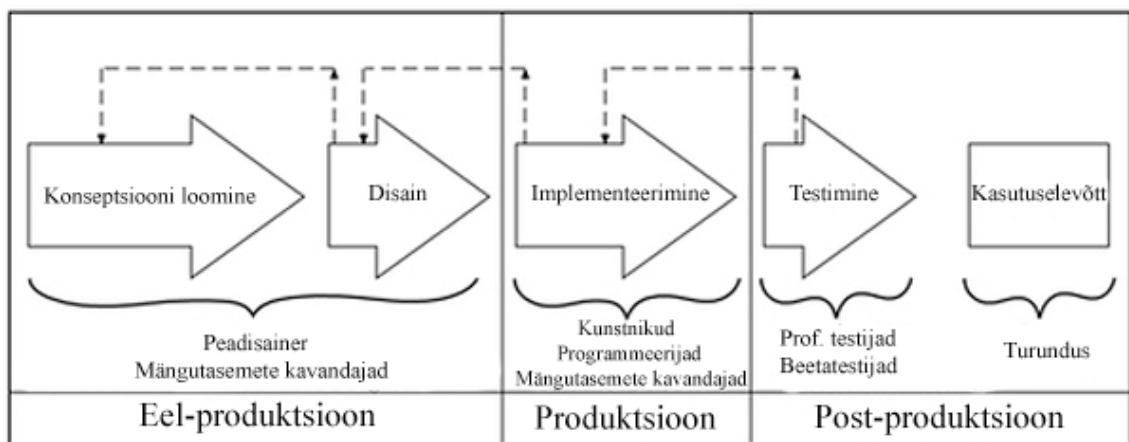 Konseptsiooni loomine
Disain
Implementeerimine
Testimine
Kasutuselevõtt
Peadisainer
Mängutasemete kavandajad
Kunstnikud
Programmeerijad
Mängutasemete kavandajad
Prof. testijad
Beetatestijad
Turundus
Eel-produktsioon
Produktsioon
Post-produktsioon